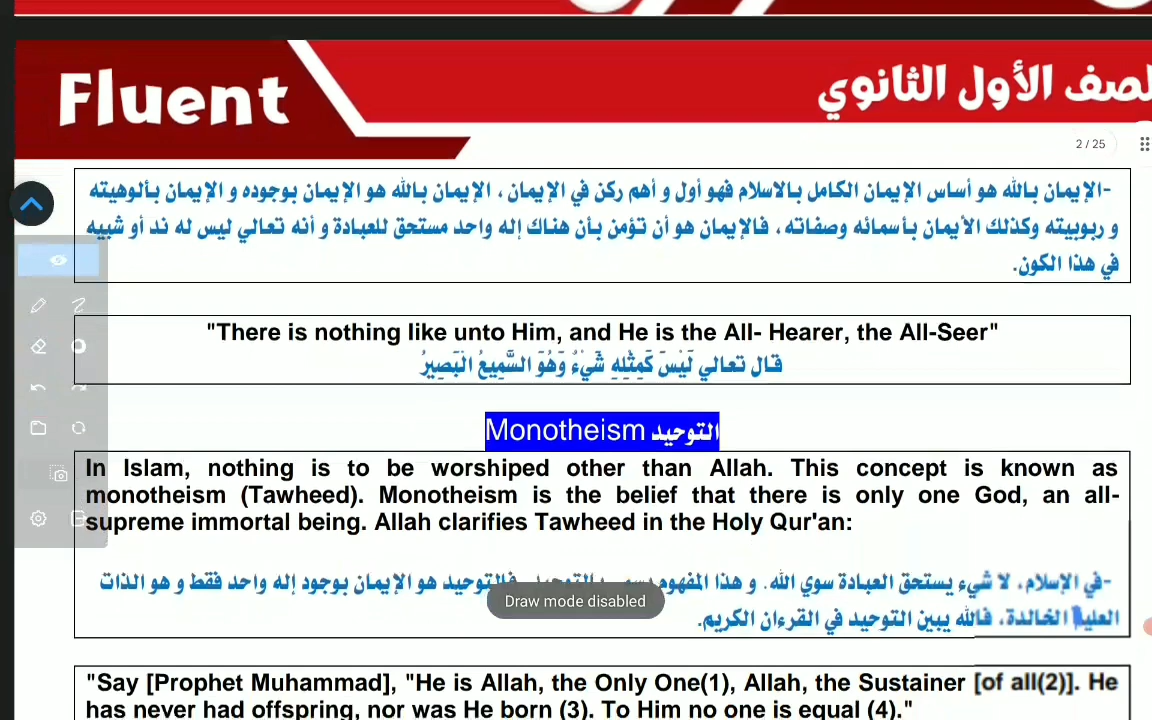 Fluent
الصف الأول الثانوي
2 / 25
-الإيمان بالله هو أساس الإيمان الكامل بالاسلام فهو أول و أهم ركن في الإيمان ، الإيمان بالله هو الإيمان بوجوده و الإيمان بألوهيته
و ربوبيته وكذلك الأيمان بأسمائه وصفاته ، فالإيمان هو أن تؤمن بأن هناك إله واحد مستحق للعبادة و أنه تعالي ليس له ند أو شبيه
في هذا الكون.
"There is nothing like unto Him, and He is the All- Hearer, the All-Seer"
قال تعالي لَيْسَ كَمِثْلِهِ شَيْءٌ وَهُوَ السَّمِيعُ الْبَصِيرُ
Monotheism التوحيد
In Islam, nothing is to be worshiped other than Allah. This concept is known as
monotheism (Tawheed). Monotheism is the belief that there is only one God, an all-
supreme immortal being. Allah clarifies Tawheed in the Holy Qur'an:
-في الإسلام، لا شيء يستحق العبادة سوي الله. و هذا المفهوم فالتوحيد هو الإيمان بوجود إله واحد فقط و هو الذات
Draw mode disabled
العليا الخالدة، فالله يبين التوحيد في القرءان الكريم.
"Say [Prophet Muhammad], "He is Allah, the Only One(1), Allah, the Sustainer [of all(2)]. He
has never had offspring, nor was He born (3). To Him no one is equal (4)."